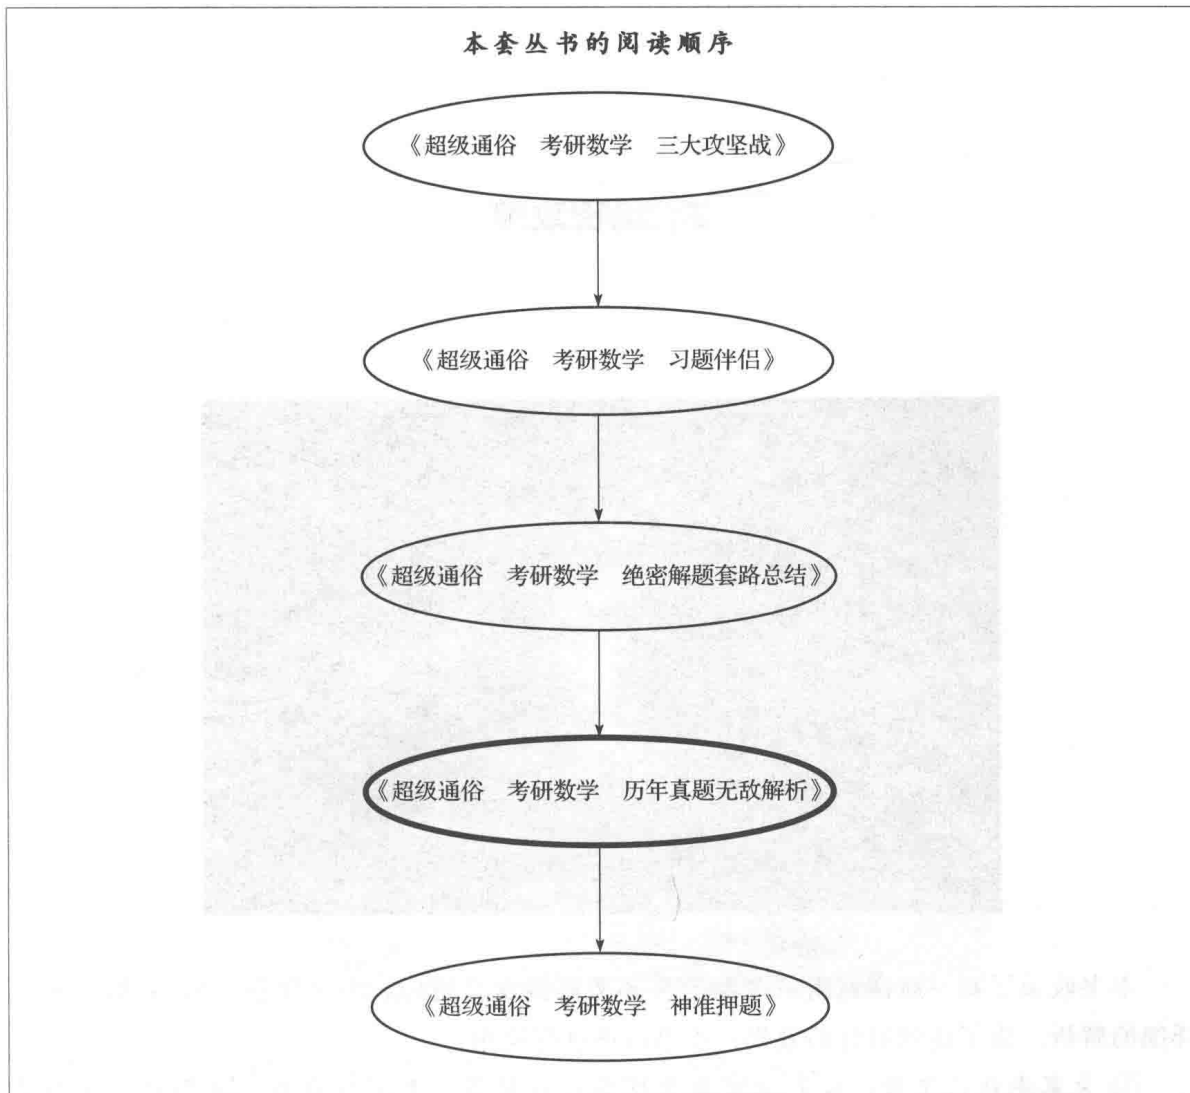 本套丛书的阅读顺序
《超级通俗　考研数学　三大攻坚战》
《超级通俗　考研数学　习题伴侣》
《超级通俗　考研数学　绝密解题套路总结》
《超级通俗　考研数学　历年真题无敌解析》
《超级通俗　考研数学　神准押题》